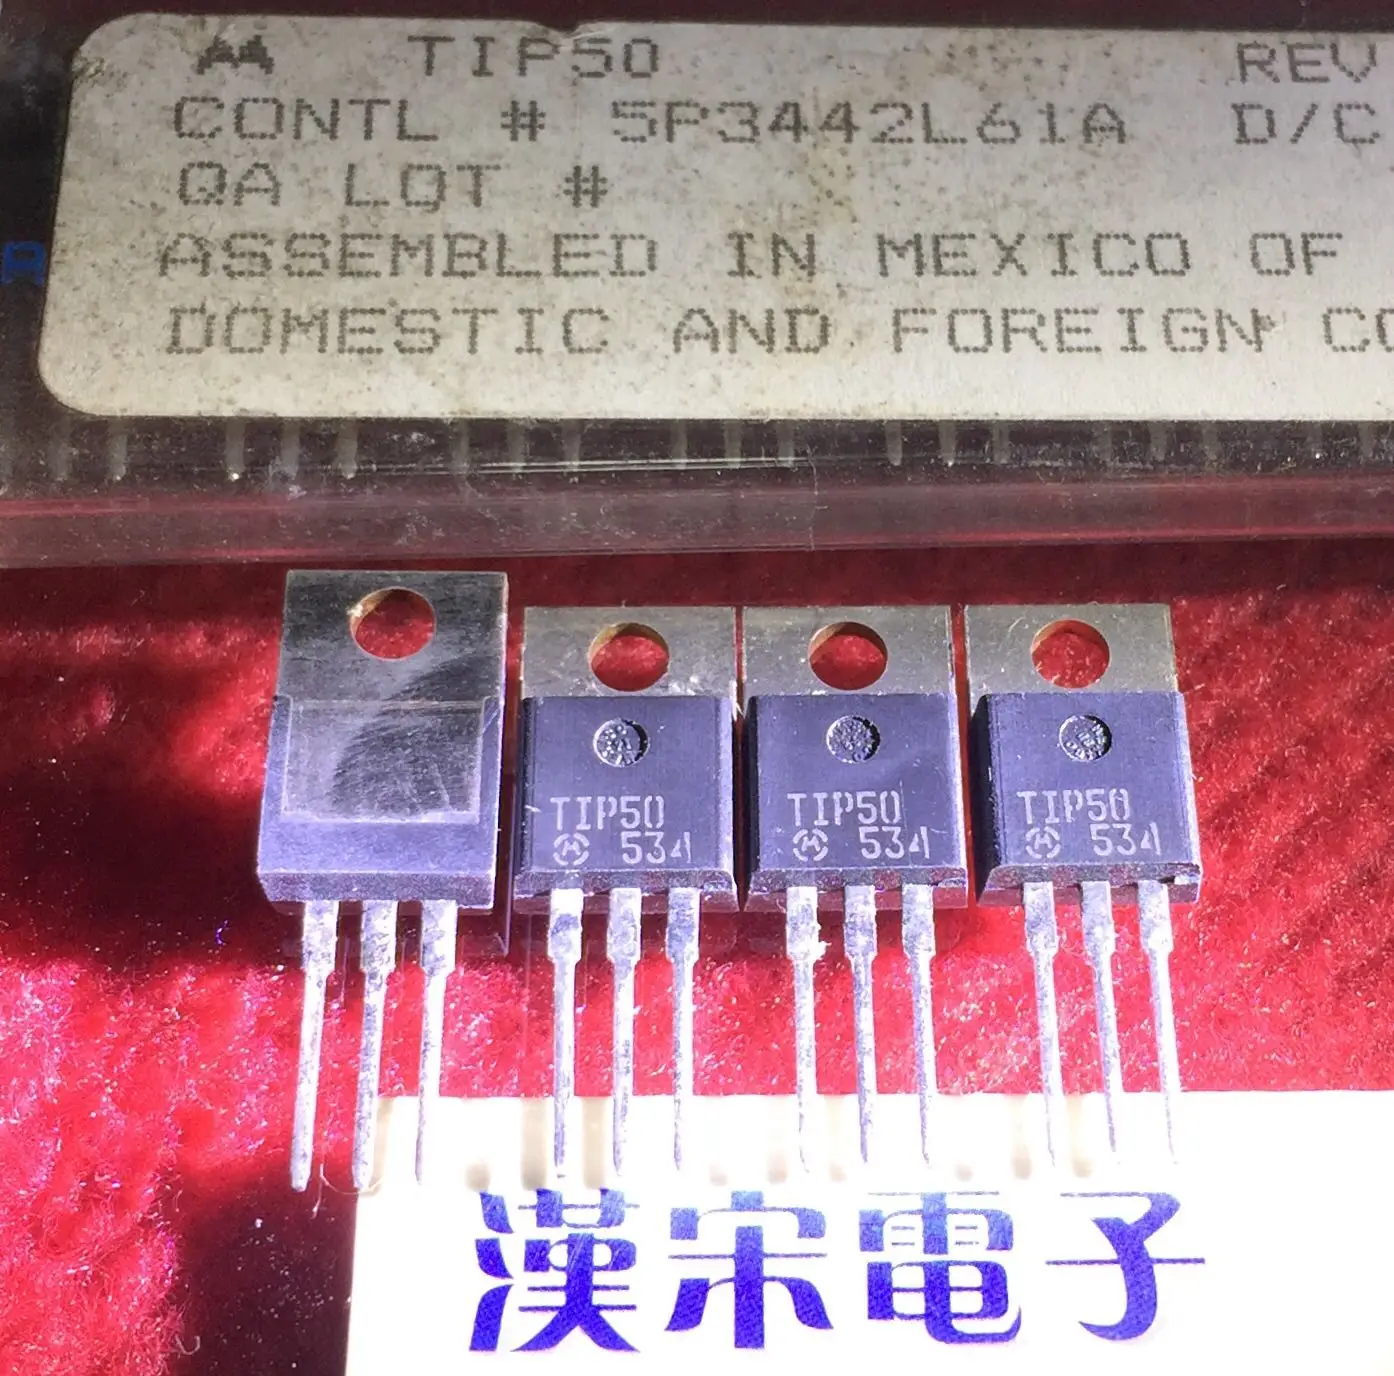 TIP50 REV
CONTL # 5P3442L61A D/C
QA LOT #
ASSEMBLED IN MEXICO OF
DOMESTIC AND FOREIGN CO
A
TIP50
M 534
TIP50
M 534
TIP50
M 534
漢宋電子